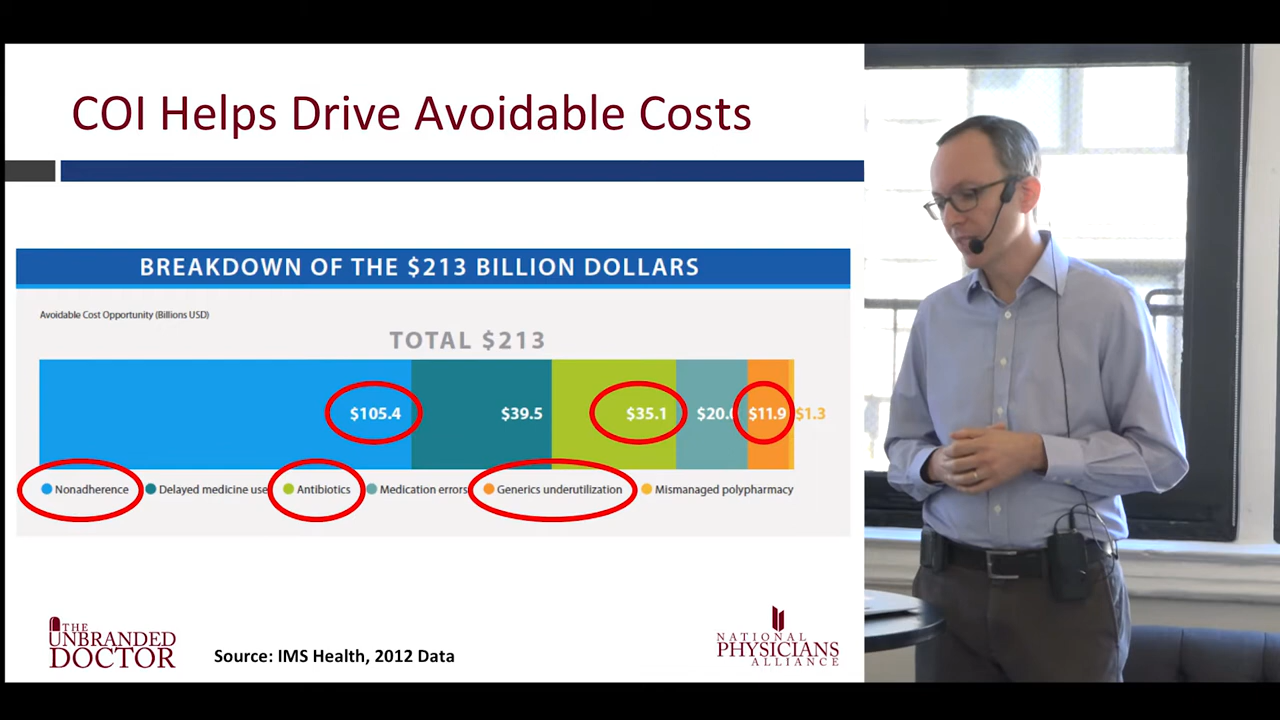 COI Helps Drive Avoidable Costs
BREAKDOWN OF THE $213 BILLION DOLLARS
Avoidable Cost Opportunity (Billions USD)
TOTAL $213
$105.4 $39.5 $35.1 $20.0 $11.9 $1.3
Nonadherence Delayed medicine use Antibiotics Medication errors Generics underutilization Mismanaged polypharmacy
THE
UNBRANDED
DOCTOR
Source: IMS Health, 2012 Data
NATIONAL
PHYSICIANS
ALLIANCE